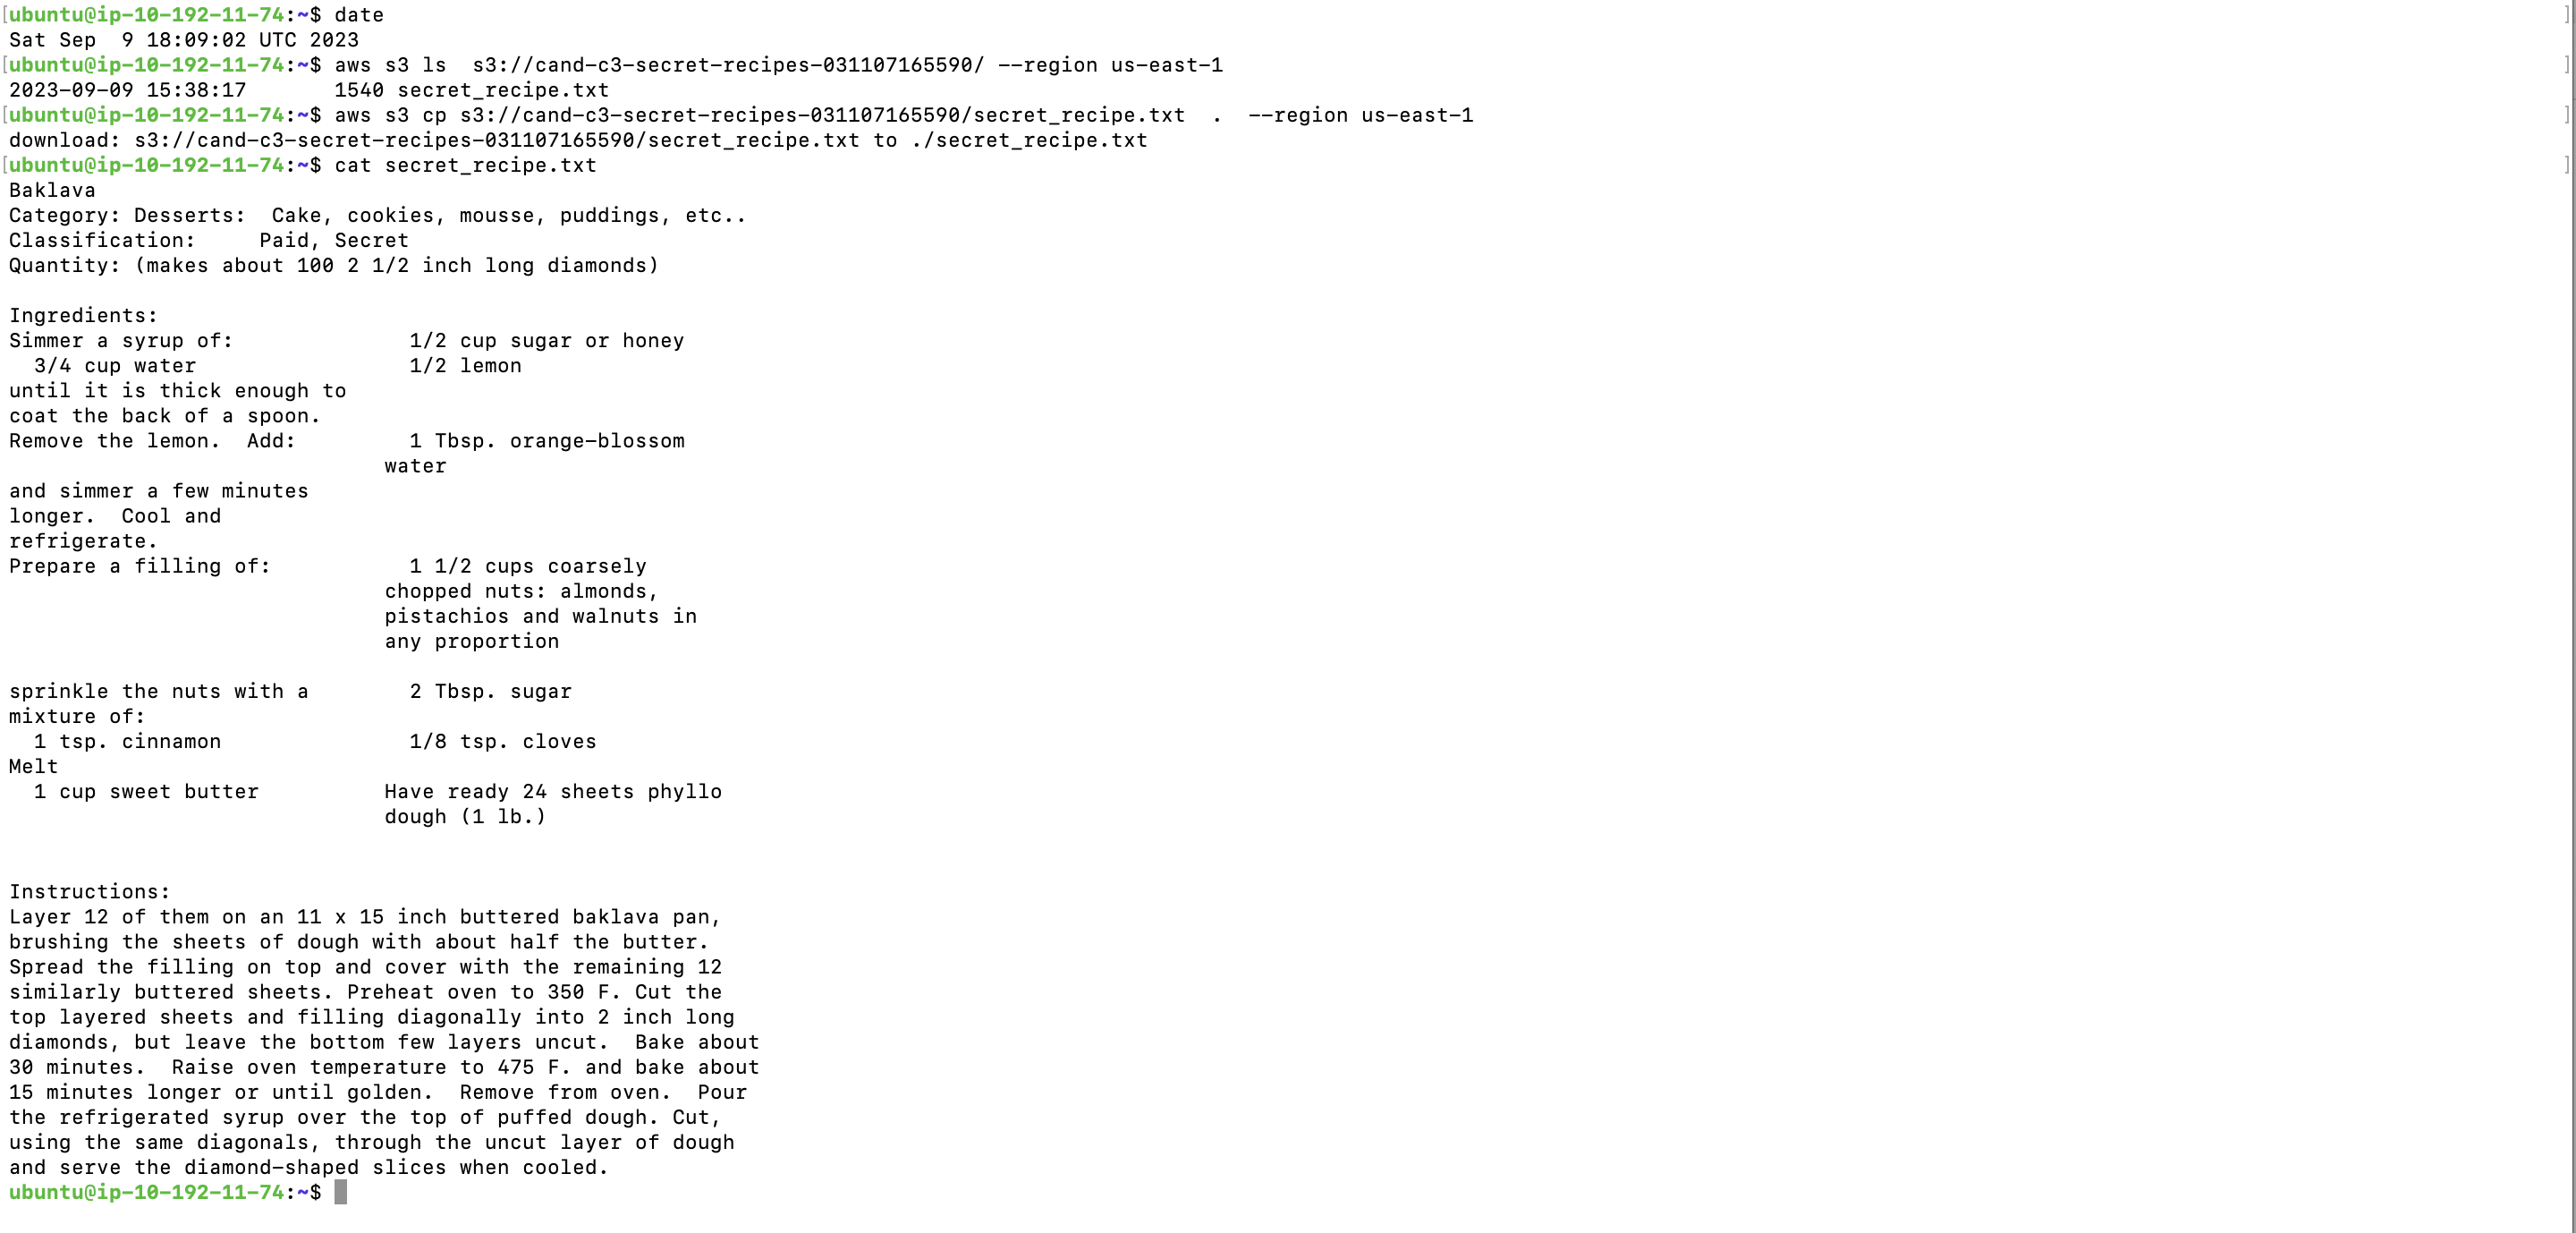 [ubuntu@ip-10-192-11-74:~$ date ]
Sat Sep  9 18:09:02 UTC 2023
[ubuntu@ip-10-192-11-74:~$ aws s3 ls  s3://cand-c3-secret-recipes-031107165590/ --region us-east-1 ]
2023-09-09 15:38:17       1540 secret_recipe.txt
[ubuntu@ip-10-192-11-74:~$ aws s3 cp s3://cand-c3-secret-recipes-031107165590/secret_recipe.txt  .  --region us-east-1 ]
download: s3://cand-c3-secret-recipes-031107165590/secret_recipe.txt to ./secret_recipe.txt
[ubuntu@ip-10-192-11-74:~$ cat secret_recipe.txt ]
Baklava
Category: Desserts:  Cake, cookies, mousse, puddings, etc..
Classification:     Paid, Secret
Quantity: (makes about 100 2 1/2 inch long diamonds)

Ingredients:
Simmer a syrup of:              1/2 cup sugar or honey
  3/4 cup water                 1/2 lemon
until it is thick enough to
coat the back of a spoon.
Remove the lemon.  Add:         1 Tbsp. orange-blossom
                              water
and simmer a few minutes
longer.  Cool and
refrigerate.
Prepare a filling of:           1 1/2 cups coarsely
                              chopped nuts: almonds,
                              pistachios and walnuts in
                              any proportion

sprinkle the nuts with a        2 Tbsp. sugar
mixture of:
  1 tsp. cinnamon               1/8 tsp. cloves
Melt
  1 cup sweet butter          Have ready 24 sheets phyllo
                              dough (1 lb.)

Instructions:
Layer 12 of them on an 11 x 15 inch buttered baklava pan,
brushing the sheets of dough with about half the butter.
Spread the filling on top and cover with the remaining 12
similarly buttered sheets. Preheat oven to 350 F. Cut the
top layered sheets and filling diagonally into 2 inch long
diamonds, but leave the bottom few layers uncut.  Bake about
30 minutes.  Raise oven temperature to 475 F. and bake about
15 minutes longer or until golden.  Remove from oven.  Pour
the refrigerated syrup over the top of puffed dough. Cut,
using the same diagonals, through the uncut layer of dough
and serve the diamond-shaped slices when cooled.
ubuntu@ip-10-192-11-74:~$